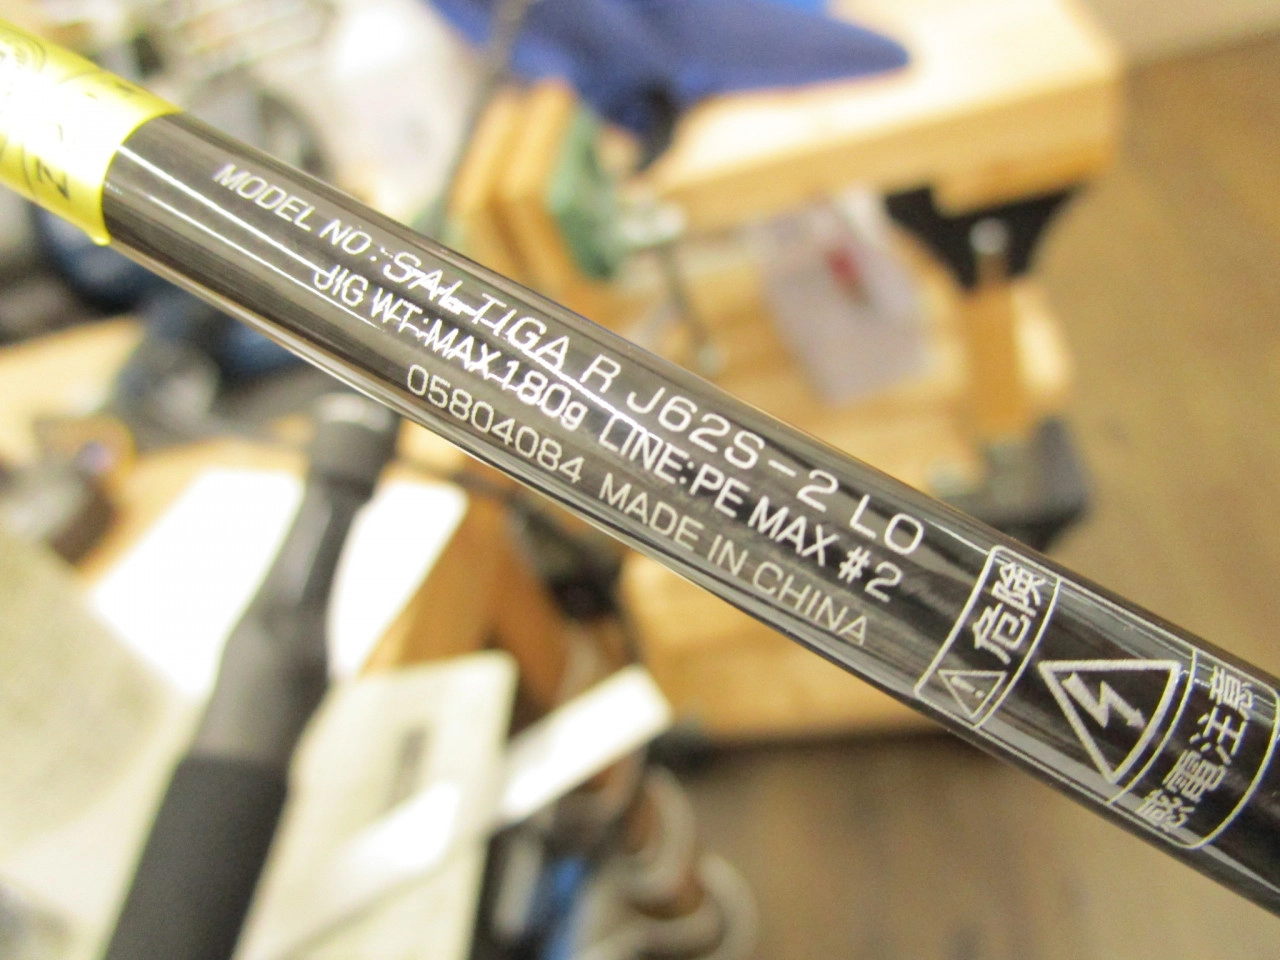 MODEL NO.:SALTIGA R J62S-2 LO
JIG WT:MAX180g LINE:PE MAX #2
05804084 MADE IN CHINA
危険
感電注意